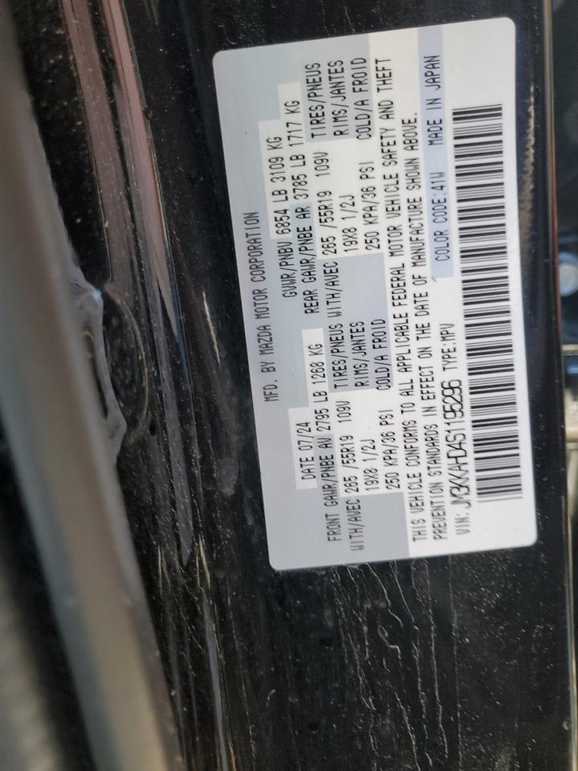 MFD. BY MAZDA MOTOR CORPORATION
DATE 07/24 GVWR/PNBV 6854 LB 3109 KG
FRONT GAWR/PNBE AV 2795 LB 1268 KG REAR GAWR/PNBE AR 3785 LB 1717 KG
WITH/AVEC 265 /55R19 109V TIRES/PNEUS WITH/AVEC 265 /55R19 109V TIRES/PNEUS
19X8 1/2J RIMS/JANTES 19X8 1/2J RIMS/JANTES
250 KPA/36 PSI COLD/A FROID 250 KPA/36 PSI COLD/A FROID
THIS VEHICLE CONFORMS TO ALL APPLICABLE FEDERAL MOTOR VEHICLE SAFETY AND THEFT
PREVENTION STANDARDS IN EFFECT ON THE DATE OF MANUFACTURE SHOWN ABOVE.
VIN: JM3KKAHD4S1195296 TYPE:MPV COLOR CODE:41W MADE IN JAPAN